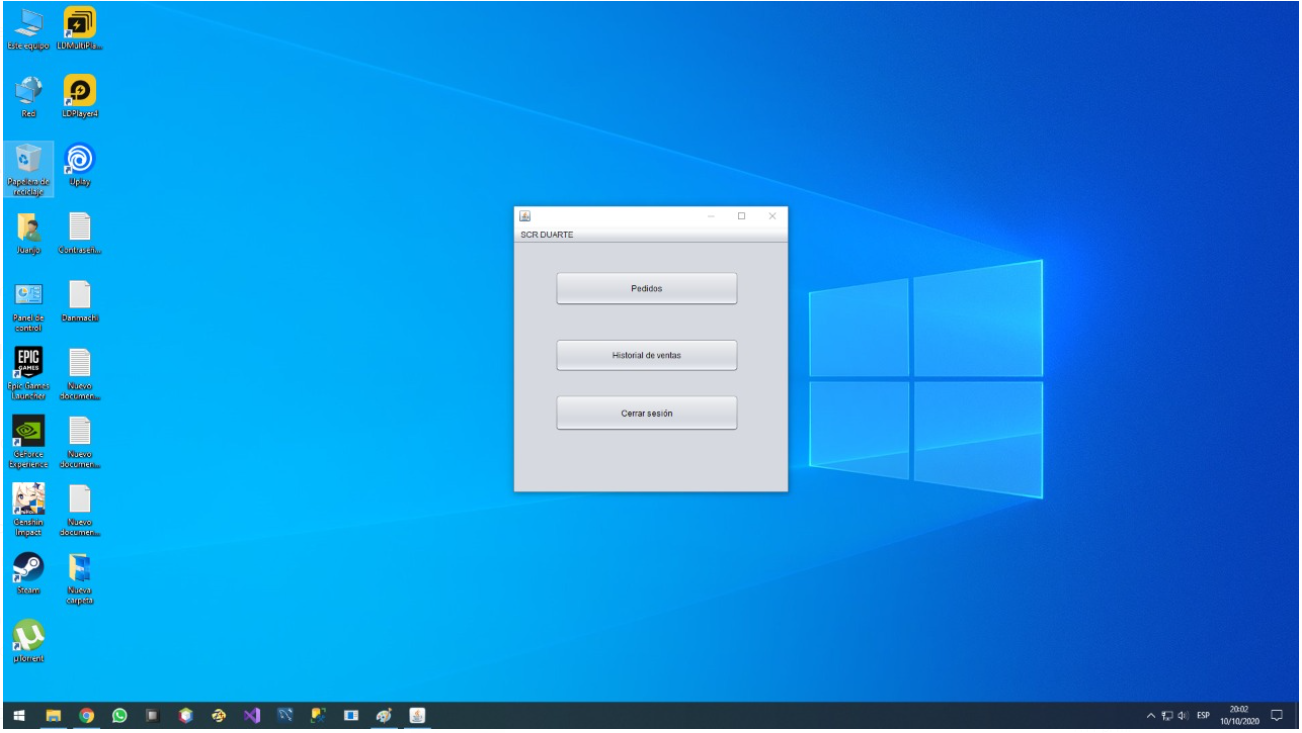 Este equipo
LDMultiPla...
Red
LDPlayer4
Papelera de
reciclaje
Uplay
Juanjo
Contraseñ...
Panel de
control
Danmachi
EPIC
GAMES
Epic Games
Launcher
Nuevo
documen...
GeForce
Experience
Nuevo
documen...
Genshin
Impact
Nuevo
documen...
Steam
Nueva
carpeta
µTorrent
SCR DUARTE
Pedidos
Historial de ventas
Cerrar sesión
ESP
20:02
10/10/2020